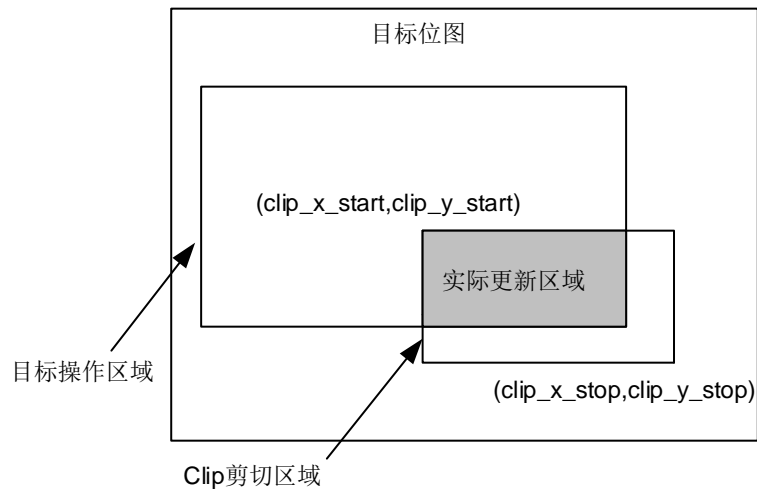 目标位图
(clip_x_start,clip_y_start)
实际更新区域
目标操作区域
(clip_x_stop,clip_y_stop)
Clip剪切区域